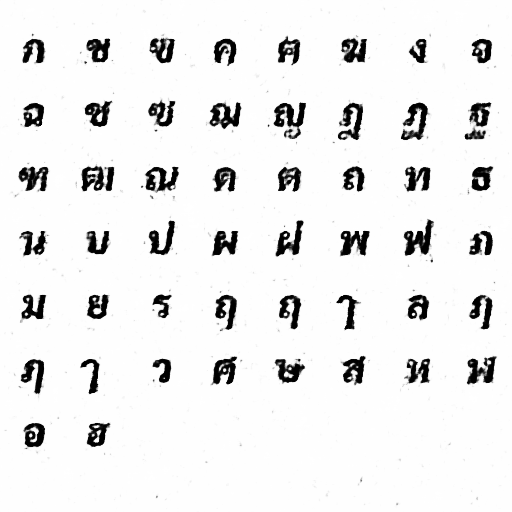 ก ช ฃ ค ฅ ฆ ง จ
ฉ ช ซ ฌ ญ ฎ ฏ ฐ
ฑ ฒ ณ ด ต ถ ท ธ
น บ ป ผ ฝ พ ฟ ภ
ม ย ร ฤ ฤ ๅ ล ฦ
ฦ ๅ ว ศ ษ ส ห ฬ
อ ฮ